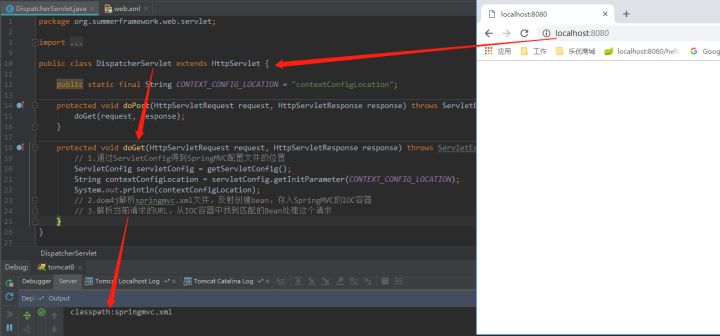 DispatcherServlet.java
web.xml
package org.summerframework.web.servlet;
import ...
public class DispatcherServlet extends HttpServlet {
public static final String CONTEXT_CONFIG_LOCATION = "contextConfigLocation";
protected void doPost(HttpServletRequest request, HttpServletResponse response) throws ServletE
doGet(request, response);
}
protected void doGet(HttpServletRequest request, HttpServletResponse response) throws ServletEx
// 1.通过ServletConfig得到SpringMVC配置文件的位置
ServletConfig servletConfig = getServletConfig();
String contextConfigLocation = servletConfig.getInitParameter(CONTEXT_CONFIG_LOCATION);
System.out.println(contextConfigLocation);
// 2.dom4j解析springmvc.xml文件，反射创建bean，存入SpringMVC的IOC容器
// 3.解析当前请求的URL，从IOC容器中找到匹配的Bean处理这个请求
}
}
DispatcherServlet
Debug: tomcat8
Debugger Server Tomcat Localhost Log Tomcat Catalina Log
Depl Output
classpath:springmvc.xml
localhost:8080
localhost:8080
应用 百度 工作 乐优商城 localhost:8060/hell Goog